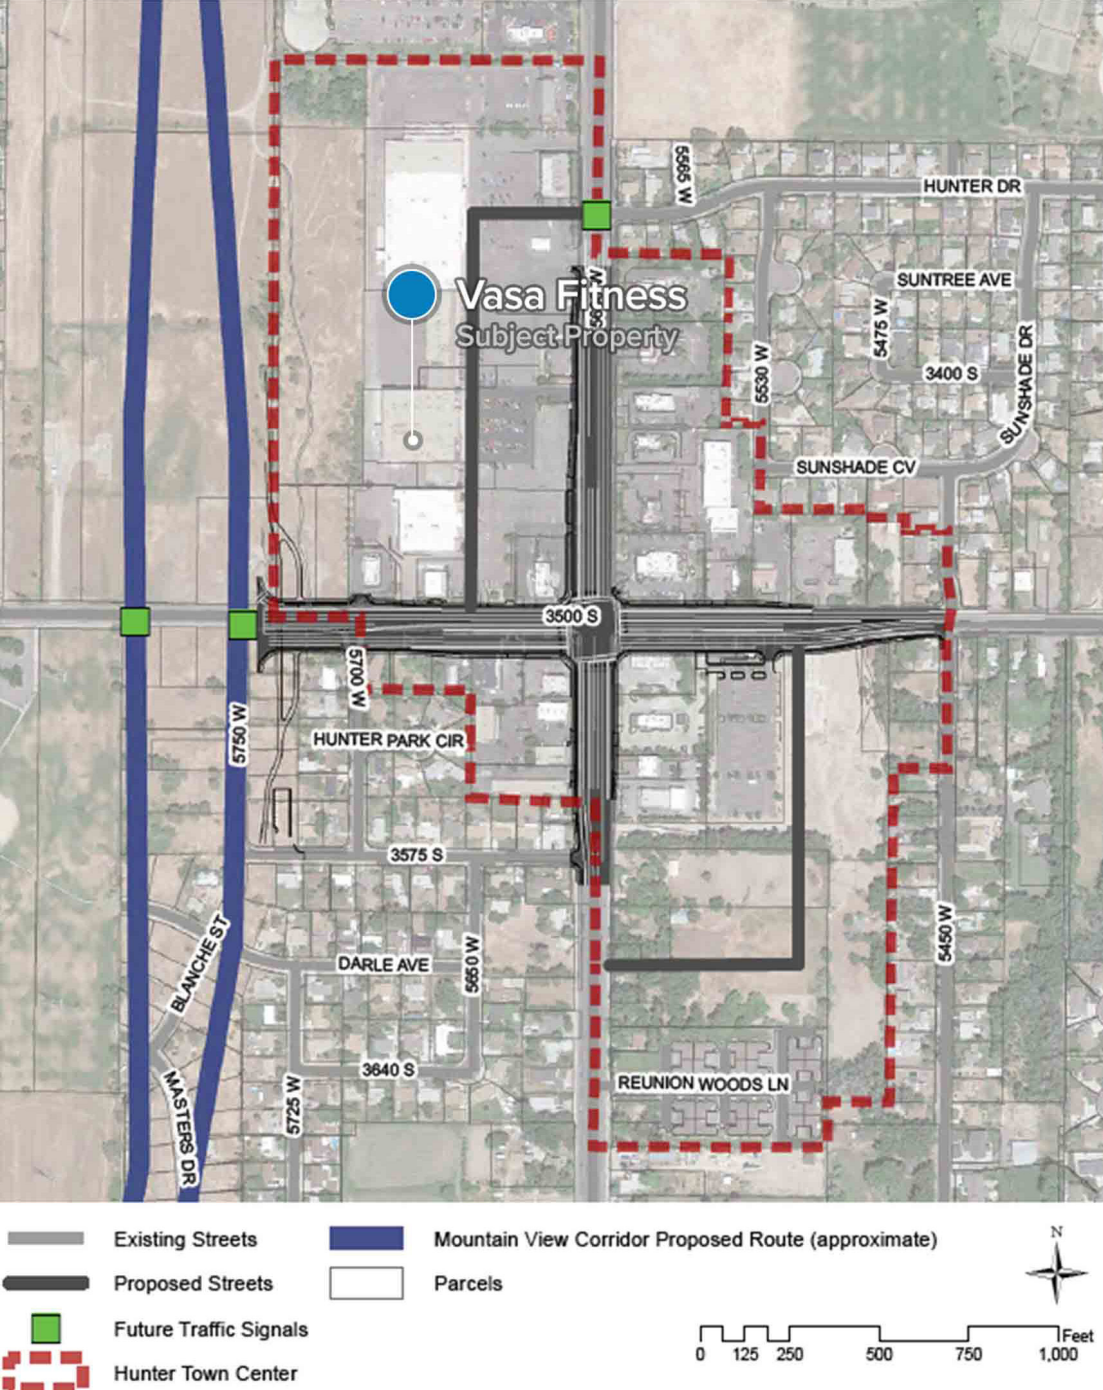 5565 W
HUNTER DR
SUNTREE AVE
Vasa Fitness
Subject Property
5475 W
5530 W
3400 S
SUNSHADE DR
SUNSHADE CV
3500 S
5700 W
5750 W
HUNTER PARK CIR
3575 S
BLANCHE ST
DARLE AVE
5650 W
5450 W
3640 S
REUNION WOODS LN
5725 W
MASTERS DR
Existing Streets
Mountain View Corridor Proposed Route (approximate)
Proposed Streets
Parcels
Future Traffic Signals
Hunter Town Center
N
Feet
0 125 250 500 750 1,000